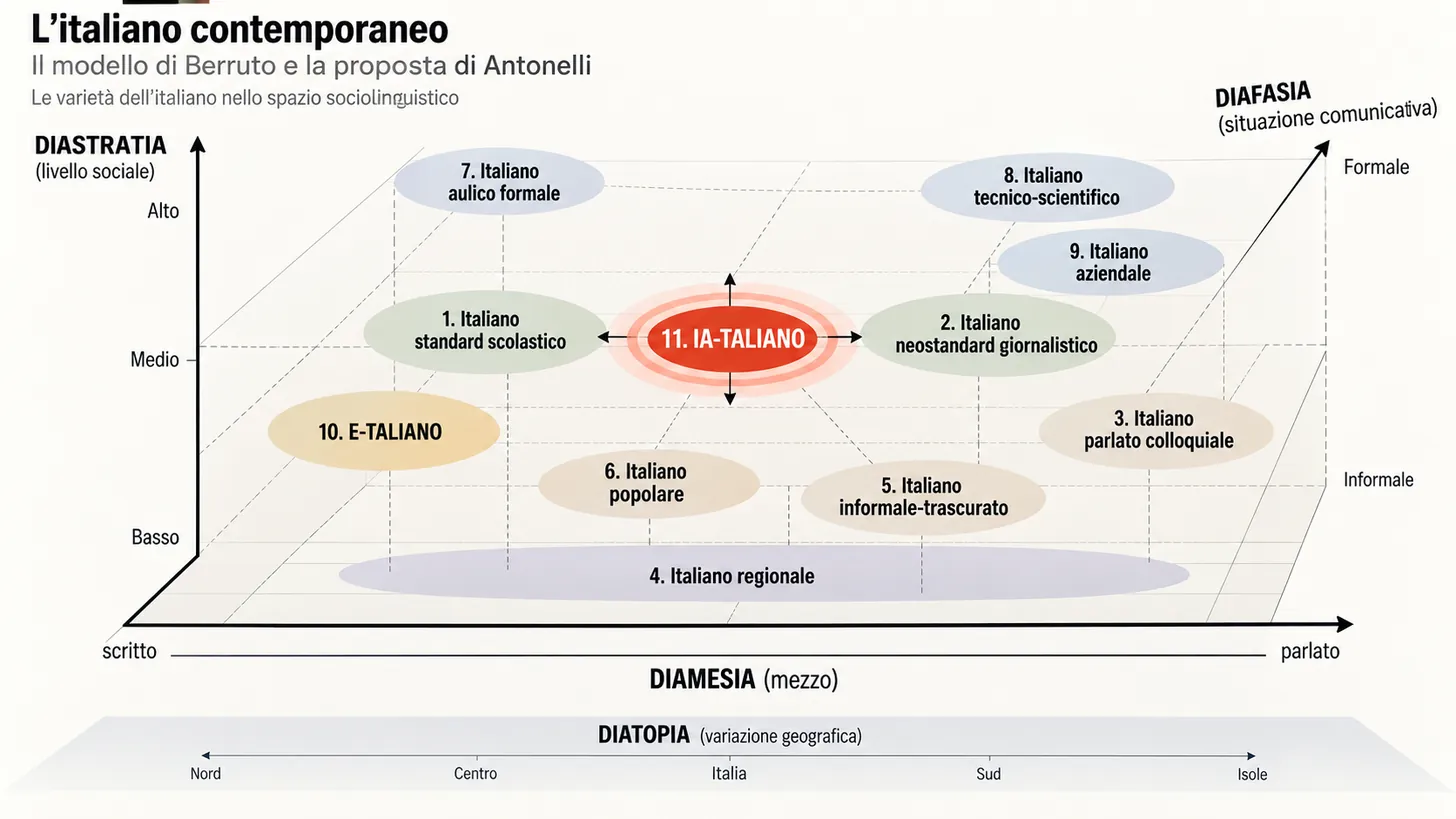 L'italiano contemporaneo
Il modello di Berruto e la proposta di Antonelli
Le varietà dell'italiano nello spazio sociolinguistico
DIAFASIA
(situazione comunicativa)
DIASTRATIA
(livello sociale)
Formale
Alto
7. Italiano
aulico formale
8. Italiano
tecnico-scientifico
9. Italiano
aziendale
1. Italiano
standard scolastico
11. IA-TALIANO
2. Italiano
neostandard giornalistico
Medio
10. E-TALIANO
3. Italiano
parlato colloquiale
6. Italiano
popolare
5. Italiano
informale-trascurato
Informale
Basso
4. Italiano regionale
scritto
parlato
DIAMESIA (mezzo)
DIATOPIA (variazione geografica)
Nord
Centro
Italia
Sud
Isole